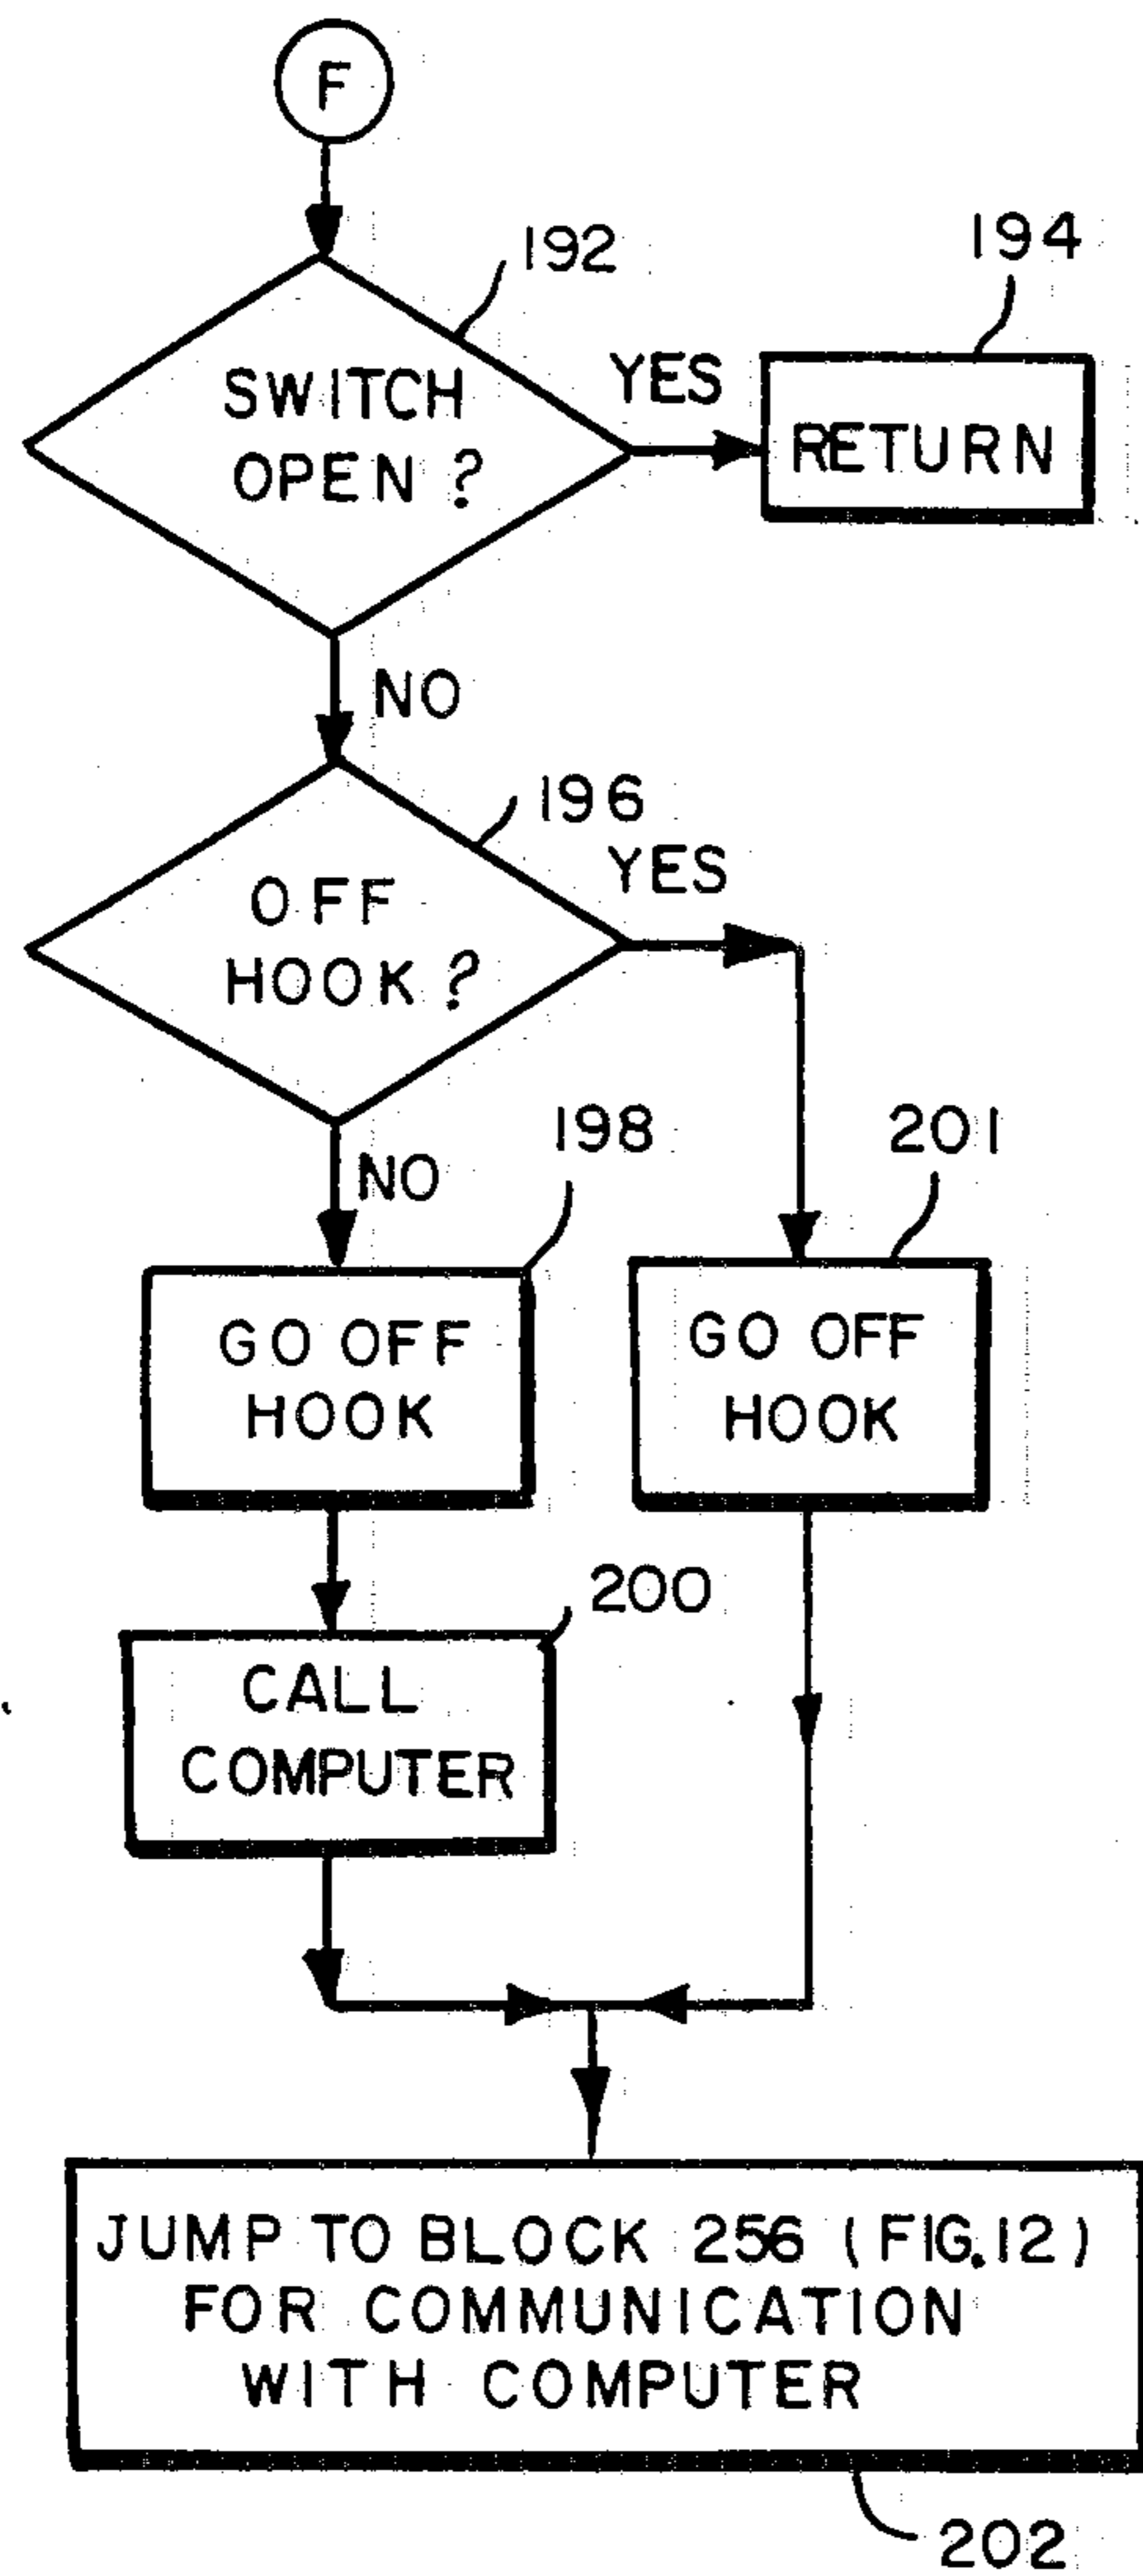 F
192
194
SWITCH
OPEN ?
YES
RETURN
NO
196
YES
OFF
HOOK ?
NO
198
201
GO OFF
HOOK
GO OFF
HOOK
200
CALL
COMPUTER
JUMP TO BLOCK 256 (FIG.12)
FOR COMMUNICATION
WITH COMPUTER
202